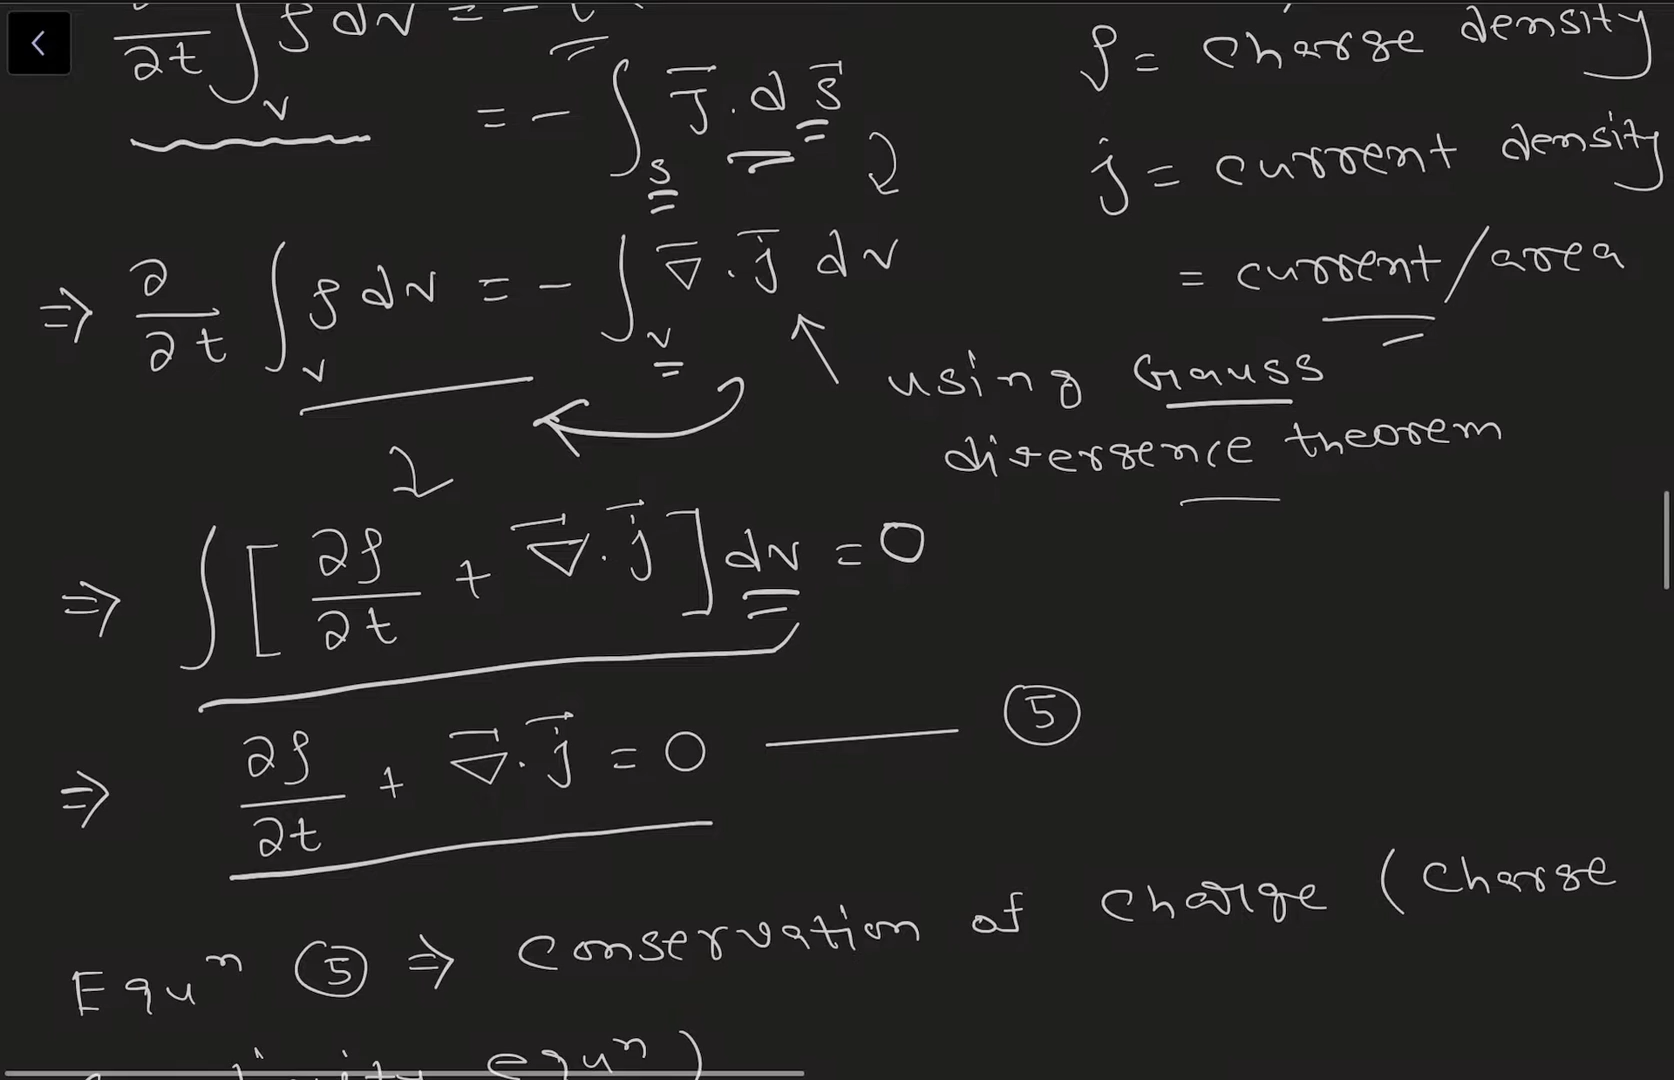 ∂/∂t ∫_v ρ dv = - i
= - ∫_s J⃗ . d s⃗
ρ = charge density
j = current density
= current/area
⇒ ∂/∂t ∫_v ρ dv = - ∫_v ∇⃗ . j⃗ dv
using Gauss
divergence theorem
⇒ ∫ [ ∂ρ/∂t + ∇⃗ . j⃗ ] dv = 0
⇒ ∂ρ/∂t + ∇⃗ . j⃗ = 0 —— ⑤
Equⁿ ⑤ ⇒ conservation of charge (charge
equⁿ)